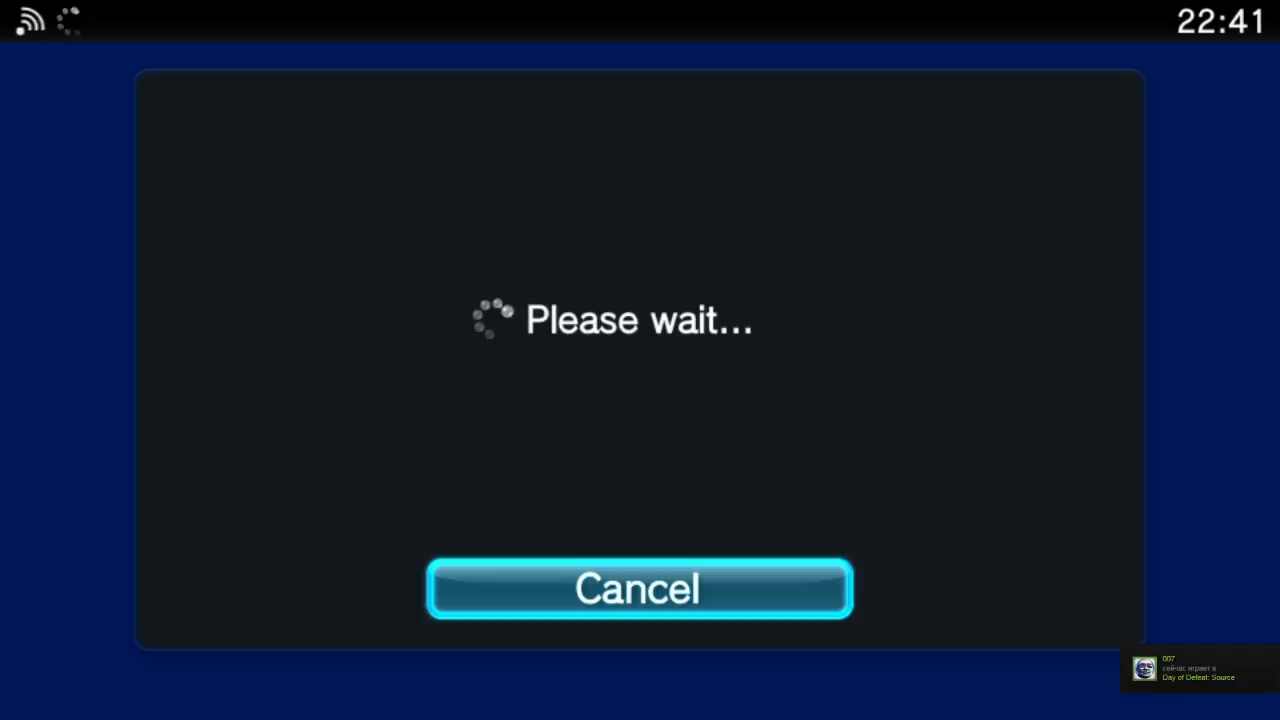 22:41
Please wait...
Cancel
007
сейчас играет в
Day of Defeat: Source